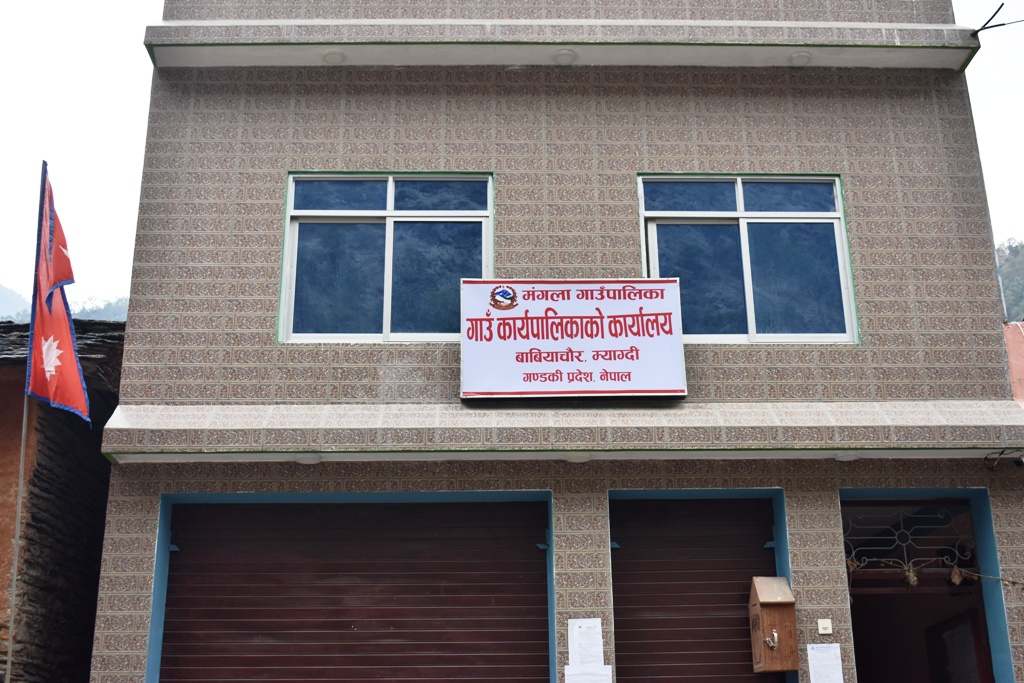 मंगला गाउँपालिका
गाउँ कार्यपालिकाको कार्यालय
बाबियाचौर, म्याग्दी
गण्डकी प्रदेश, नेपाल